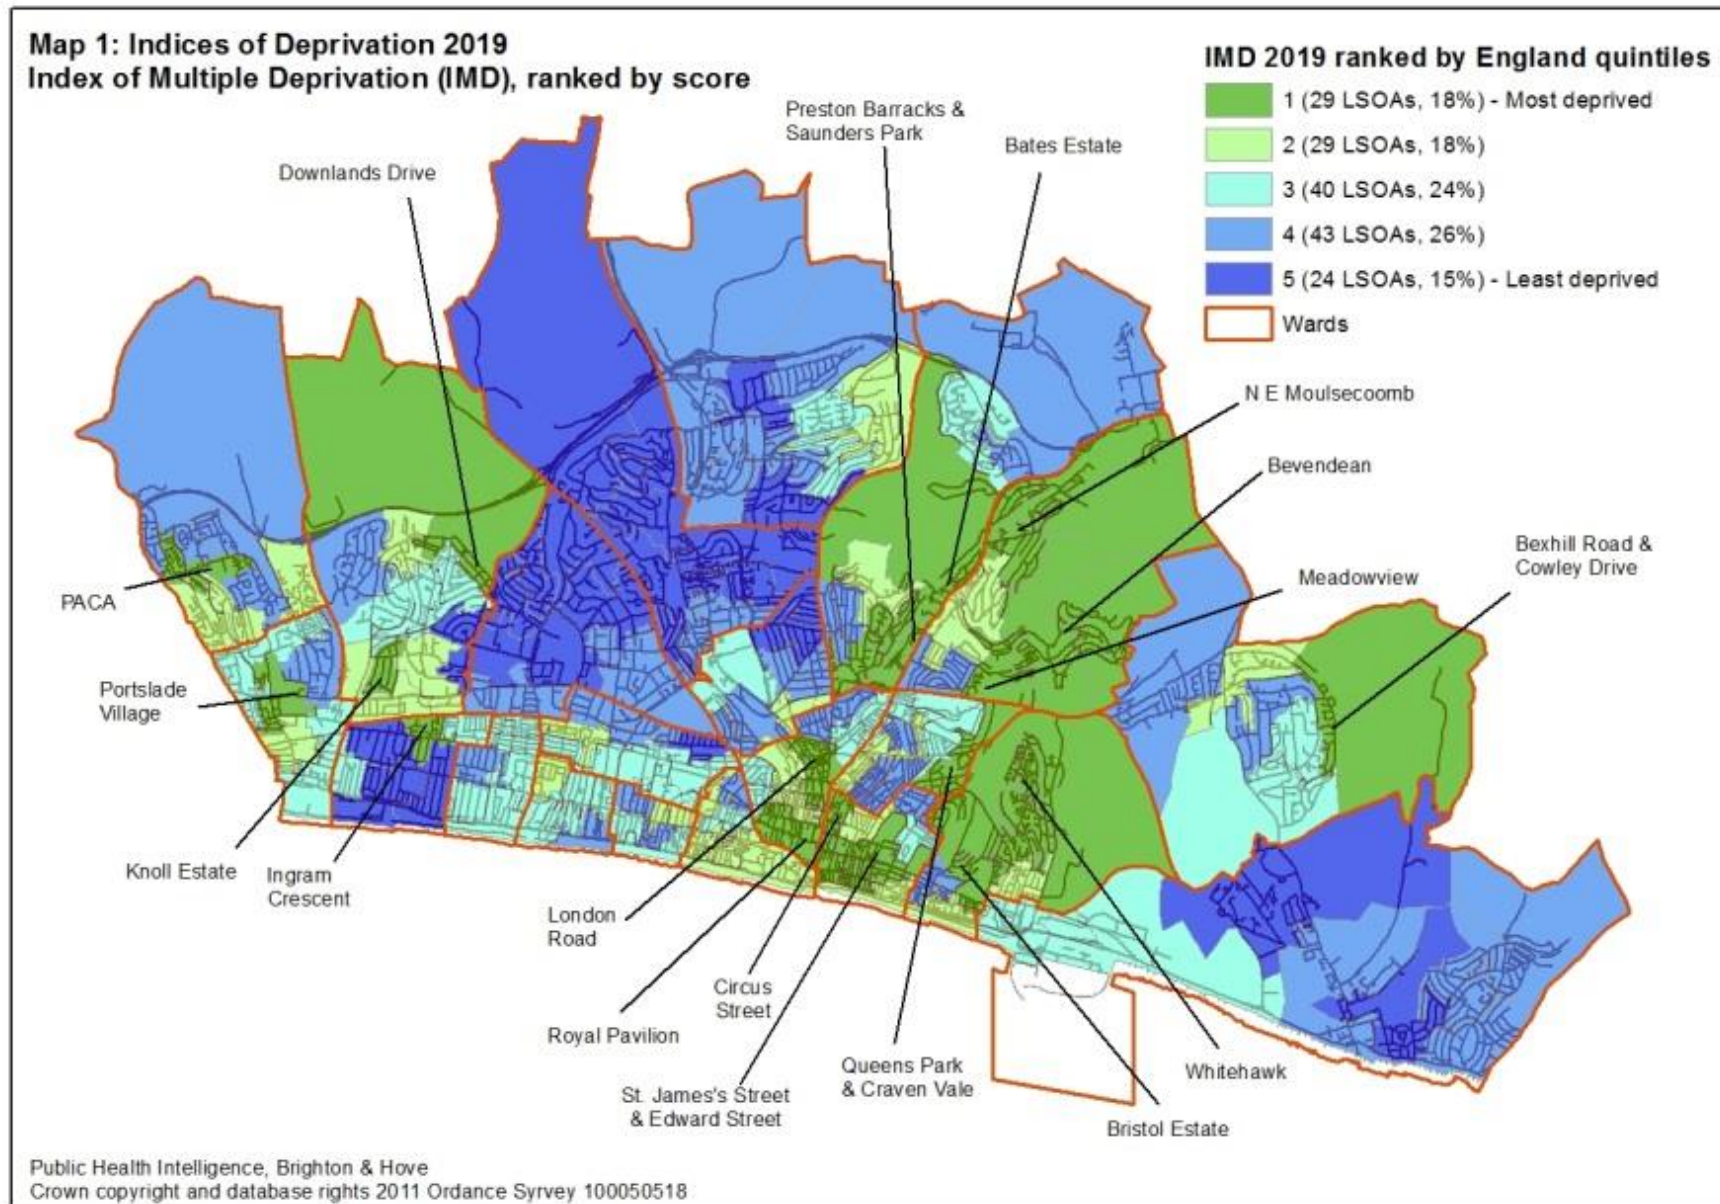 Map 1: Indices of Deprivation 2019
Index of Multiple Deprivation (IMD), ranked by score
IMD 2019 ranked by England quintiles
1 (29 LSOAs, 18%) - Most deprived
2 (29 LSOAs, 18%)
3 (40 LSOAs, 24%)
4 (43 LSOAs, 26%)
5 (24 LSOAs, 15%) - Least deprived
Wards
Preston Barracks &
Saunders Park
Bates Estate
Downlands Drive
N E Moulsecoomb
Bevendean
Bexhill Road &
Cowley Drive
Meadowview
PACA
Portslade
Village
Knoll Estate
Ingram
Crescent
London
Road
Circus
Street
Royal Pavilion
St. James's Street
& Edward Street
Queens Park
& Craven Vale
Whitehawk
Bristol Estate
Public Health Intelligence, Brighton & Hove
Crown copyright and database rights 2011 Ordance Syrvey 100050518